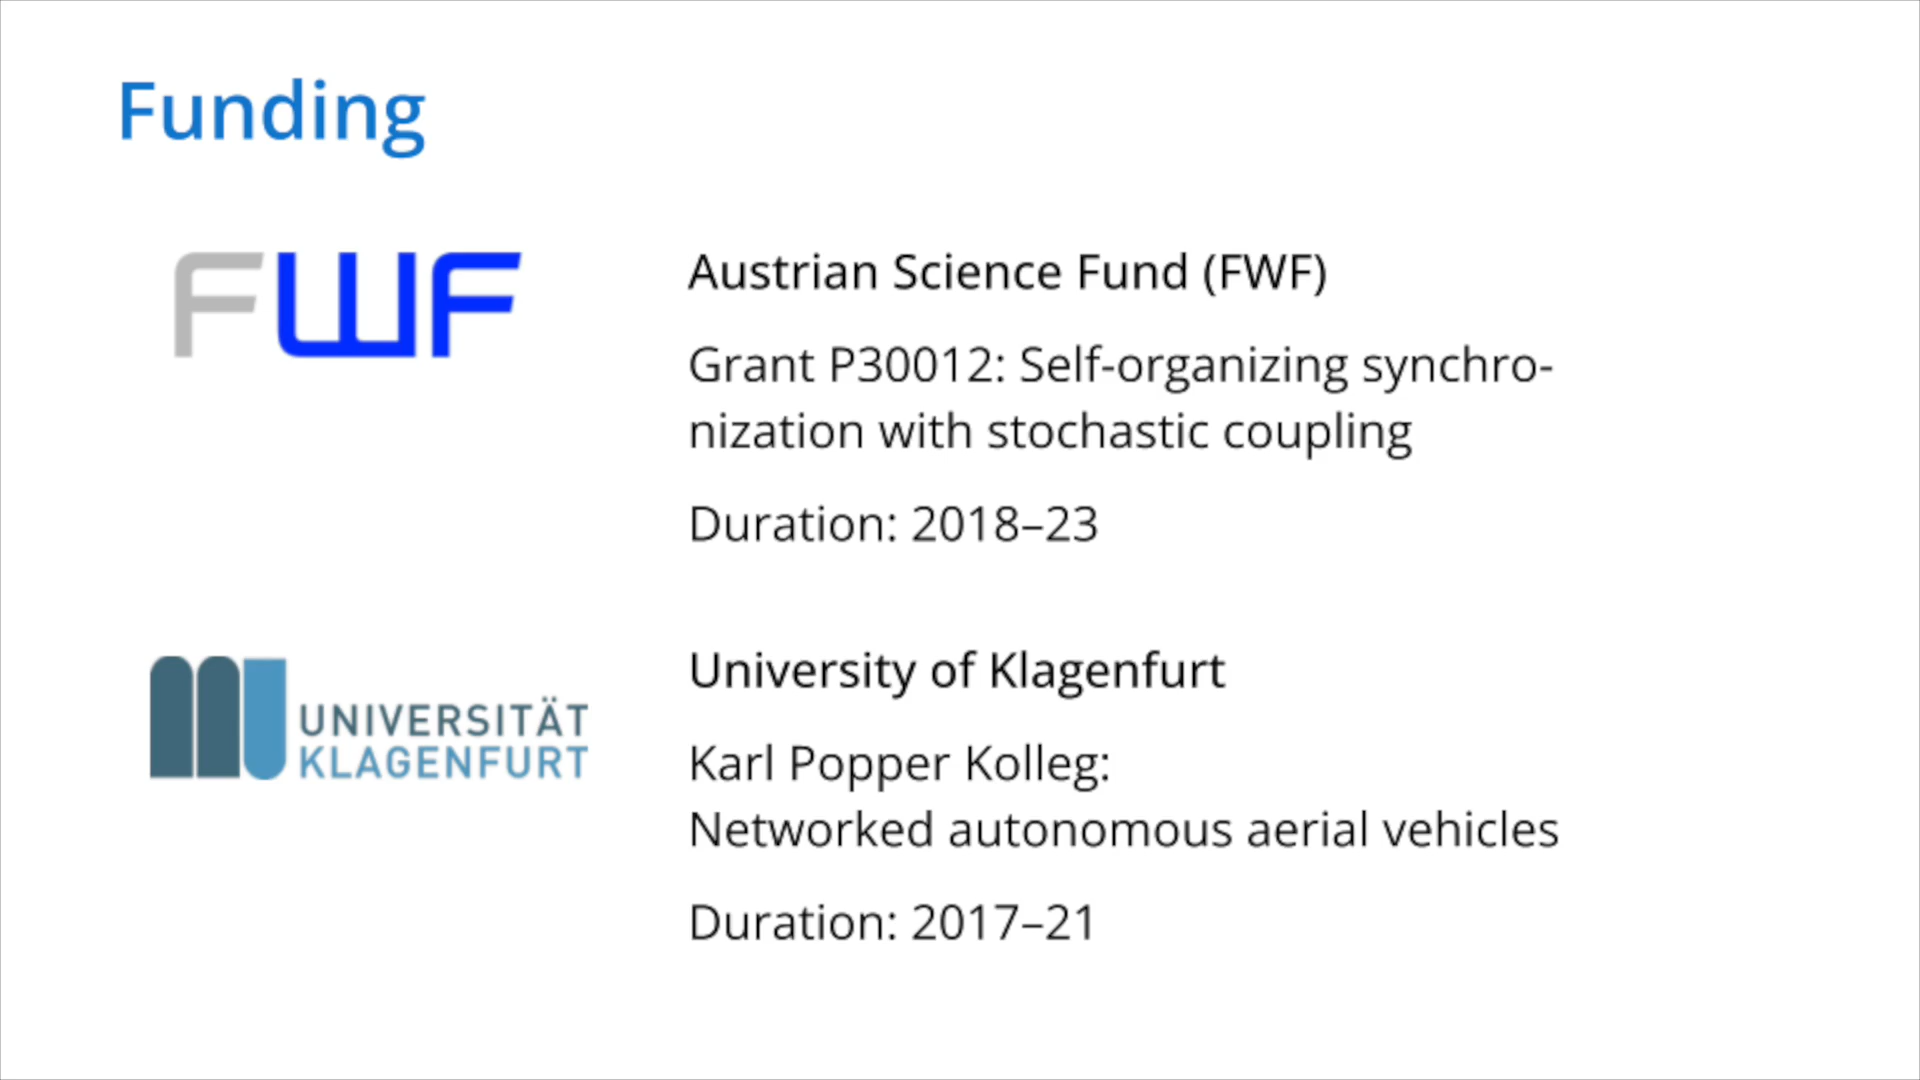 Funding
FWF
Austrian Science Fund (FWF)
Grant P30012: Self-organizing synchro-
nization with stochastic coupling
Duration: 2018–23
UNIVERSITÄT
KLAGENFURT
University of Klagenfurt
Karl Popper Kolleg:
Networked autonomous aerial vehicles
Duration: 2017–21